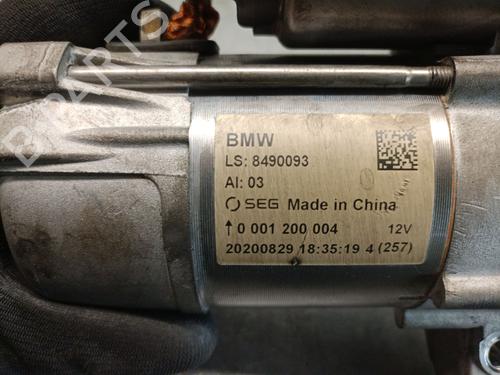 BMW
LS: 8490093
AI: 03
SEG Made in China
↑0 001 200 004 12V
20200829 18:35:19 4 (257)
B-PARTS